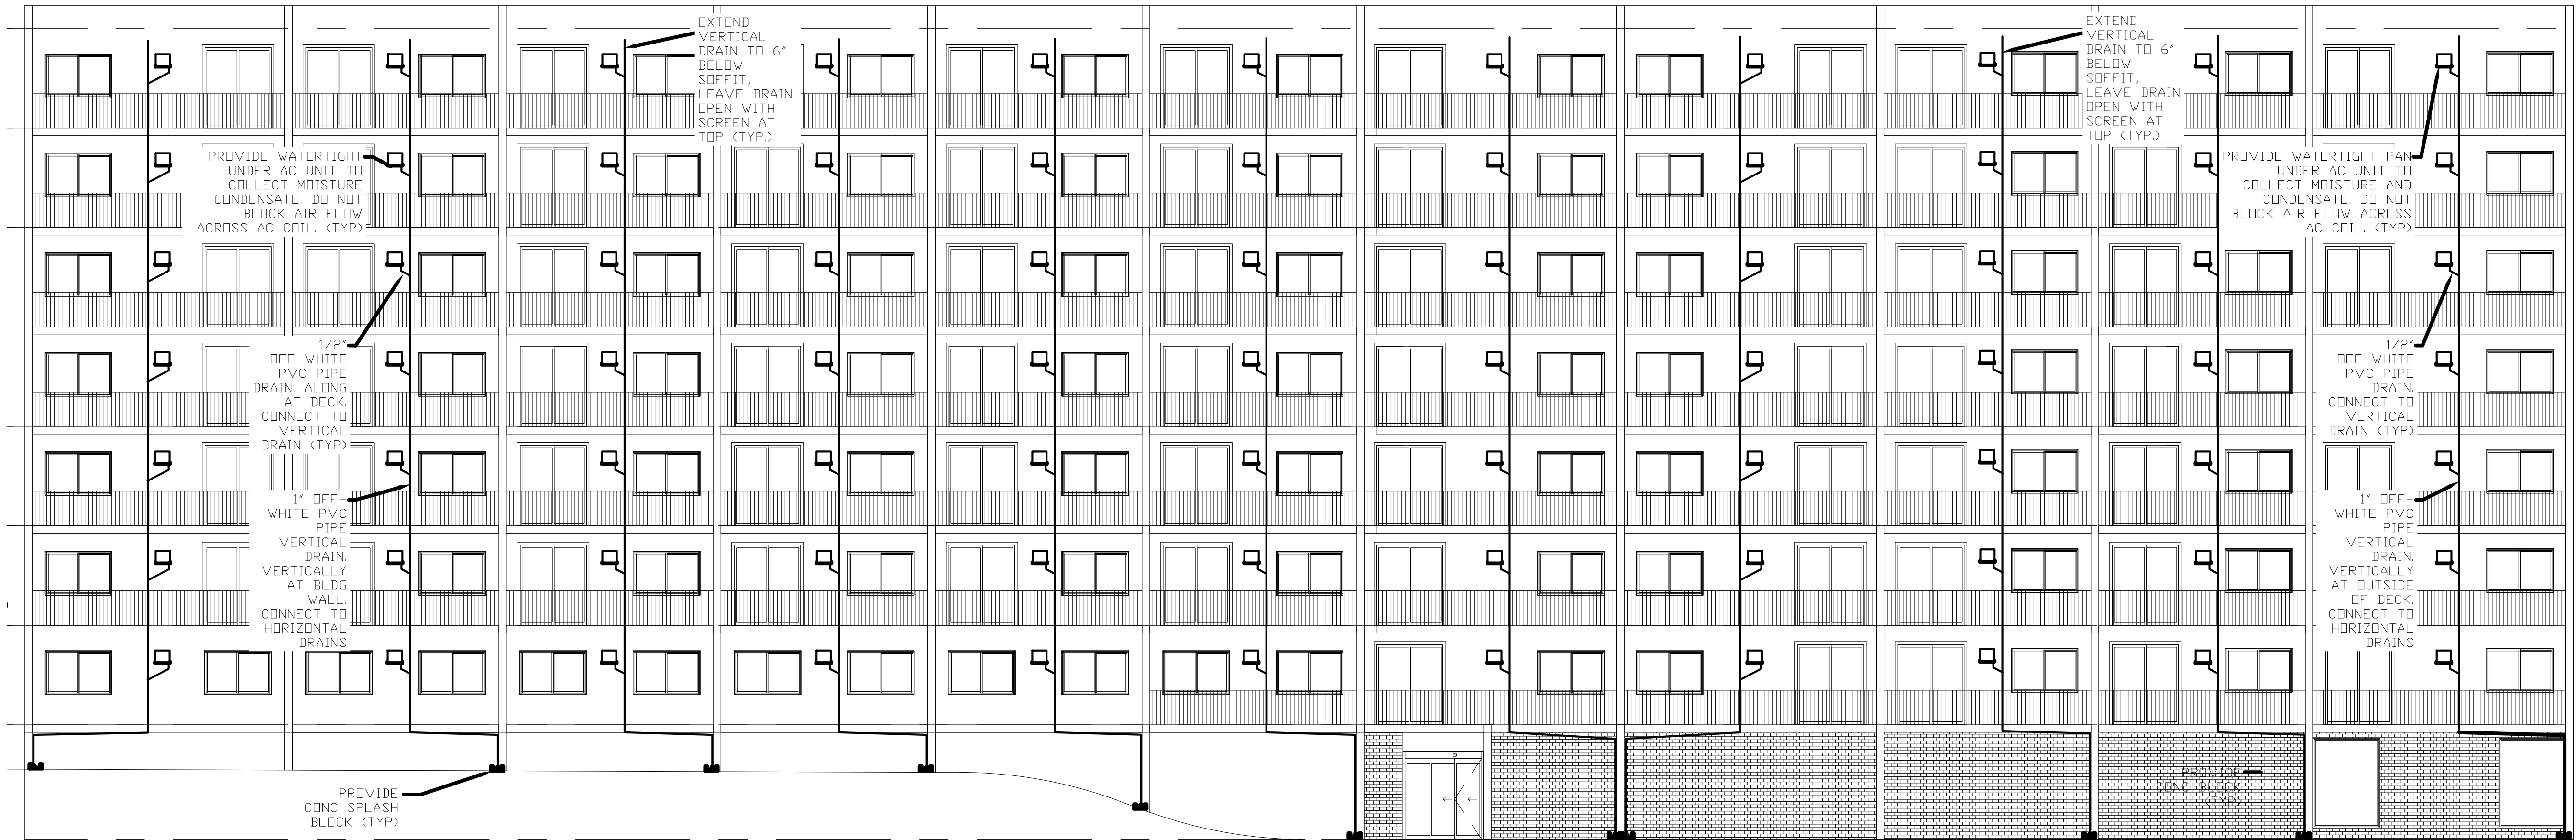 EXTEND
VERTICAL
DRAIN TO 6"
BELOW
SOFFIT,
LEAVE DRAIN
OPEN WITH
SCREEN AT
TOP (TYP.)
PROVIDE WATERTIGHT
UNDER AC UNIT TO
COLLECT MOISTURE
CONDENSATE. DO NOT
BLOCK AIR FLOW
ACROSS AC COIL. (TYP)
1/2"
OFF-WHITE
PVC PIPE
DRAIN. ALONG
AT DECK.
CONNECT TO
VERTICAL
DRAIN (TYP)
1" OFF-
WHITE PVC
PIPE
VERTICAL
DRAIN.
VERTICALLY
AT BLDG
WALL.
CONNECT TO
HORIZONTAL
DRAINS
PROVIDE
CONC SPLASH
BLOCK (TYP)
EXTEND
VERTICAL
DRAIN TO 6"
BELOW
SOFFIT,
LEAVE DRAIN
OPEN WITH
SCREEN AT
TOP (TYP.)
PROVIDE WATERTIGHT PAN
UNDER AC UNIT TO
COLLECT MOISTURE AND
CONDENSATE. DO NOT
BLOCK AIR FLOW ACROSS
AC COIL. (TYP)
1/2"
OFF-WHITE
PVC PIPE
DRAIN.
CONNECT TO
VERTICAL
DRAIN (TYP)
1" OFF-
WHITE PVC
PIPE
VERTICAL
DRAIN.
VERTICALLY
AT OUTSIDE
OF DECK.
CONNECT TO
HORIZONTAL
DRAINS
PROVIDE
CONC BLOCK
(TYP)